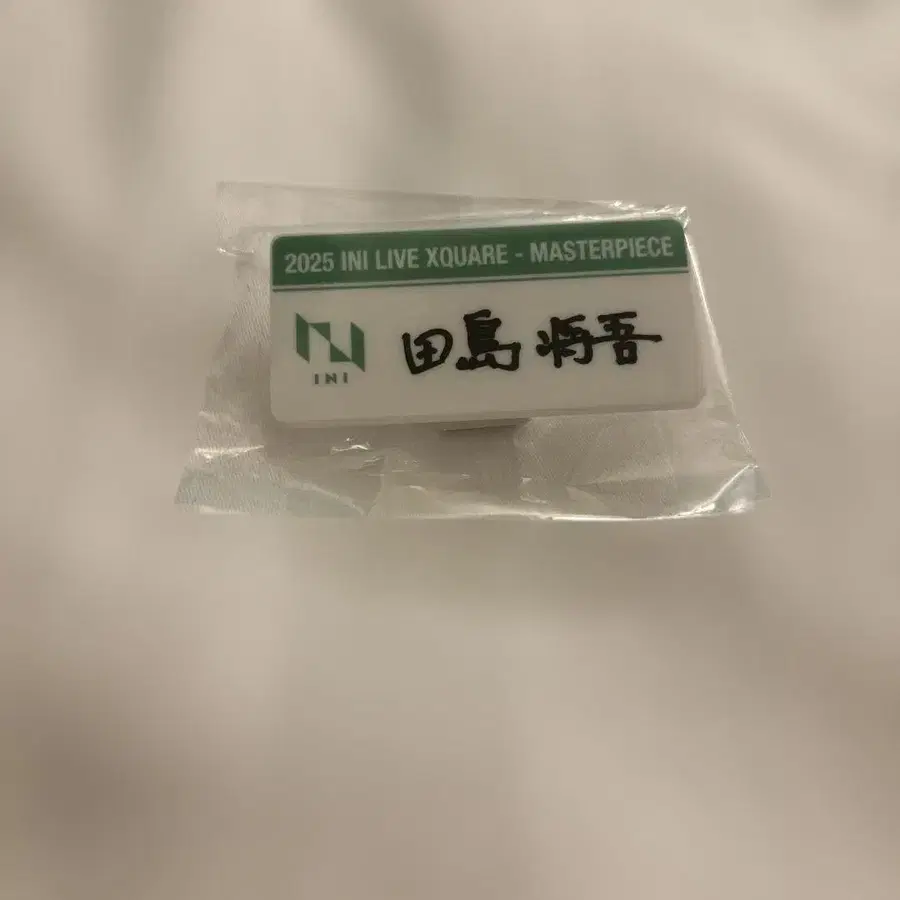 2025 INI LIVE XQUARE - MASTERPIECE
INI
田島 将吾